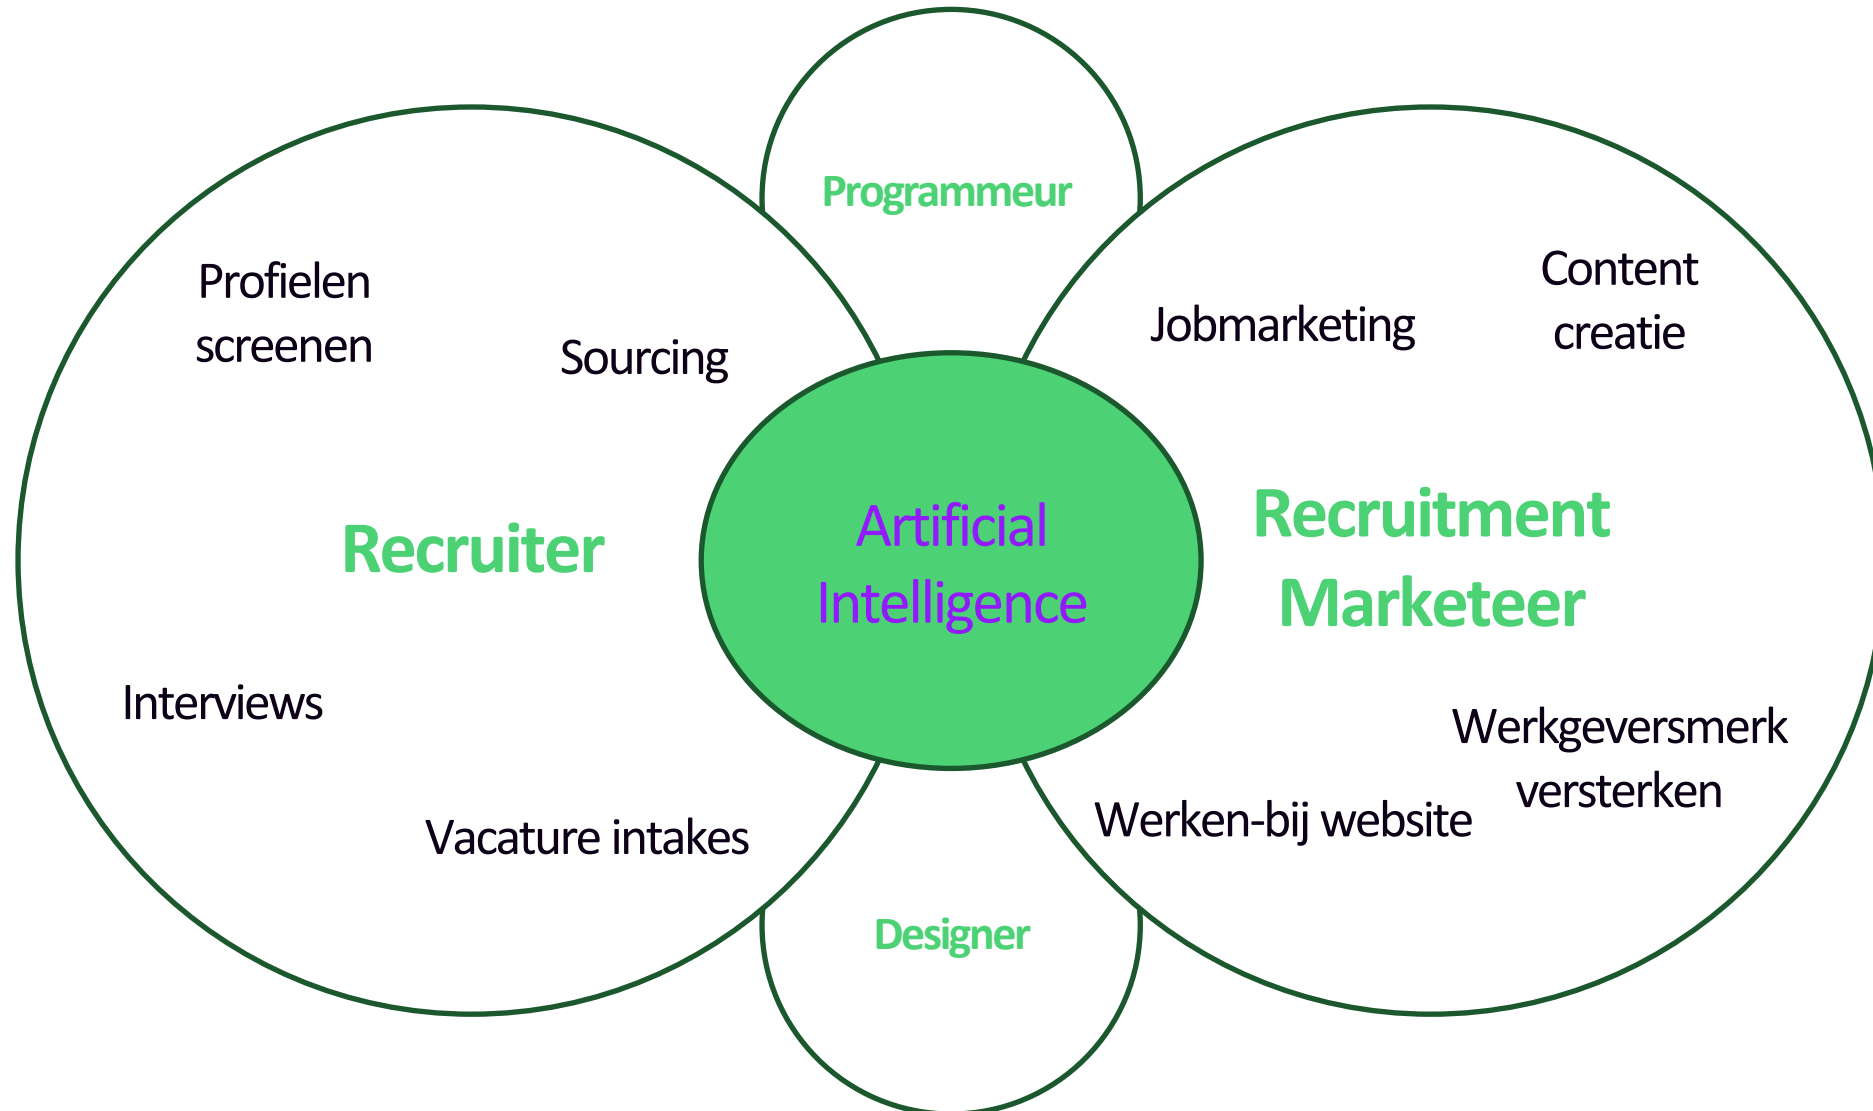 Programmeur
Profielen
screenen
Sourcing
Recruiter
Interviews
Vacature intakes
Artificial
Intelligence
Jobmarketing
Content
creatie
Recruitment
Marketeer
Werkgeversmerk
versterken
Werken-bij website
Designer